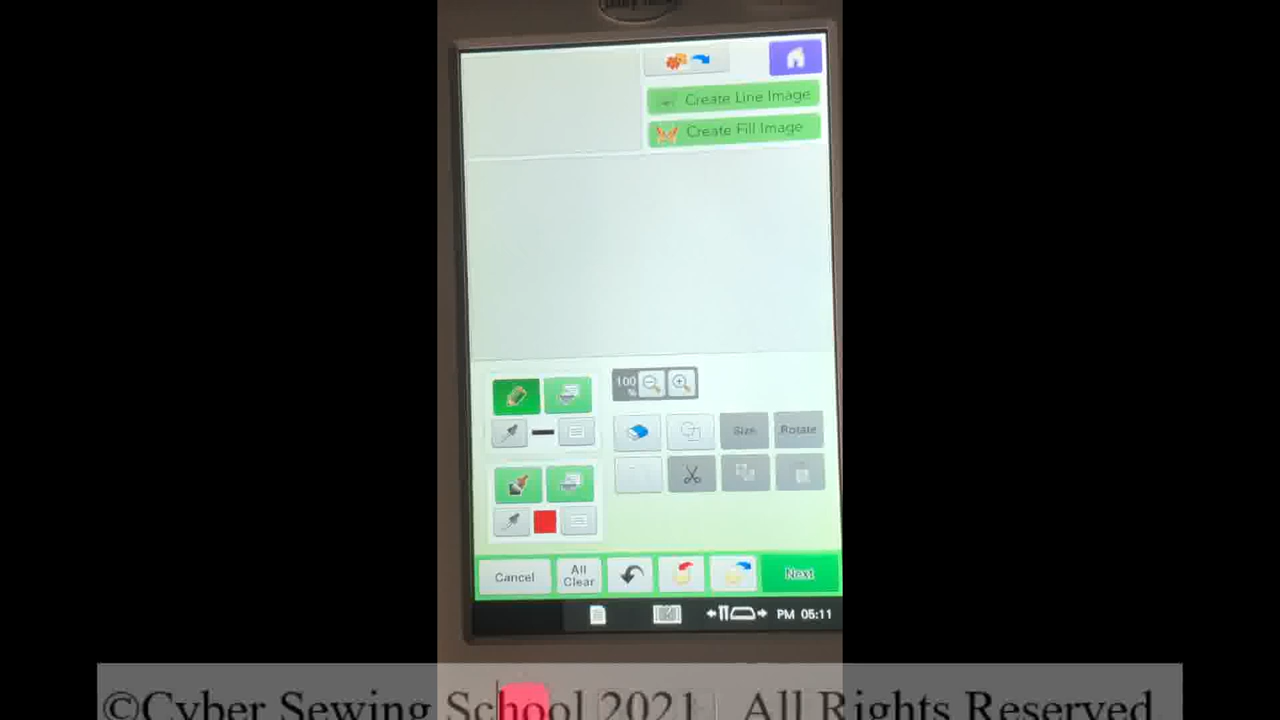 Create Line Image
Create Fill Image
100
%
Size
Rotate
Cancel
All
Clear
Next
PM 05:11
©Cyber Sewing School 2021 All Rights Reserved